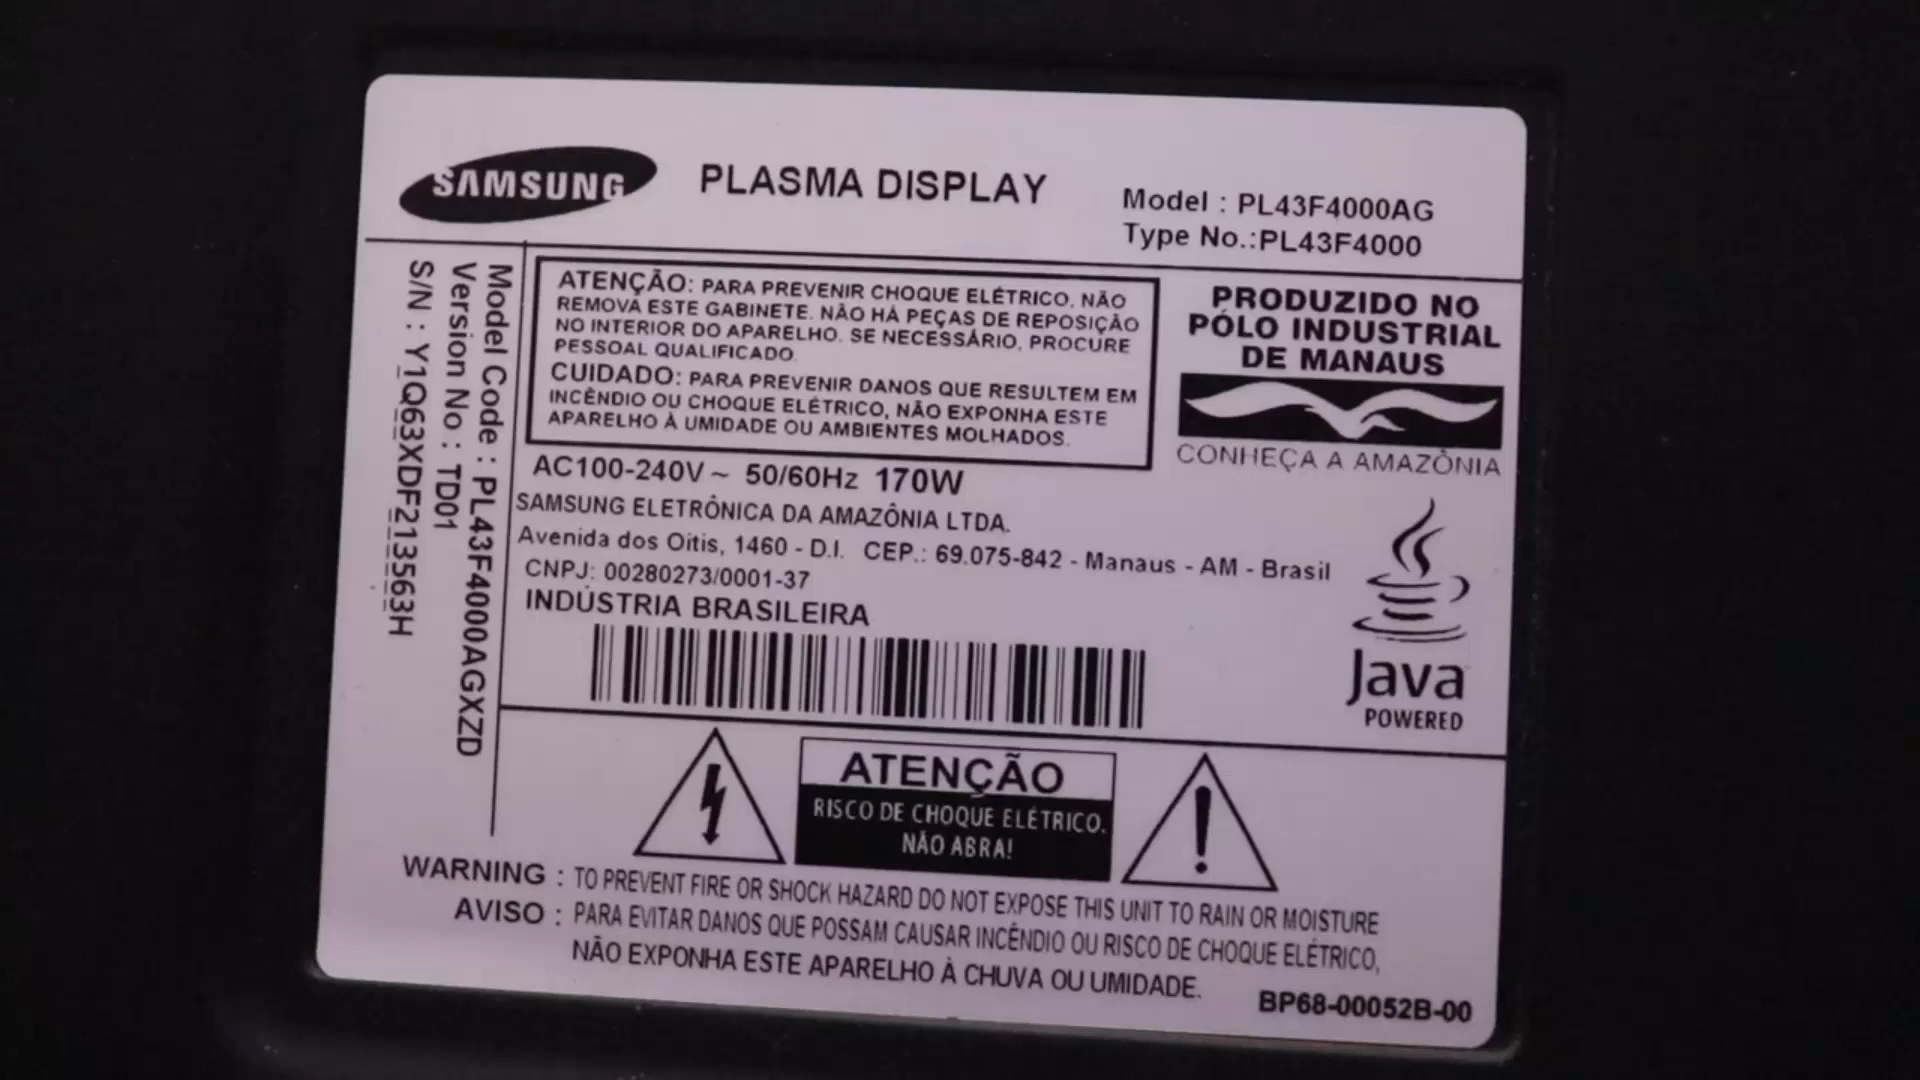 SAMSUNG
PLASMA DISPLAY
Model : PL43F4000AG
Type No.:PL43F4000
Model Code : PL43F4000AGXZD
Version No : TD01
S/N : Y1Q63XDF213563H
ATENÇÃO: PARA PREVENIR CHOQUE ELÉTRICO, NÃO
REMOVA ESTE GABINETE. NÃO HÁ PEÇAS DE REPOSIÇÃO
NO INTERIOR DO APARELHO. SE NECESSÁRIO, PROCURE
PESSOAL QUALIFICADO.
CUIDADO: PARA PREVENIR DANOS QUE RESULTEM EM
INCÊNDIO OU CHOQUE ELÉTRICO, NÃO EXPONHA ESTE
APARELHO À UMIDADE OU AMBIENTES MOLHADOS.
PRODUZIDO NO
PÓLO INDUSTRIAL
DE MANAUS
CONHEÇA A AMAZÔNIA
AC100-240V~ 50/60Hz 170W
SAMSUNG ELETRÔNICA DA AMAZÔNIA LTDA.
Avenida dos Oitis, 1460 - D.I. CEP.: 69.075-842 - Manaus - AM - Brasil
CNPJ: 00280273/0001-37
INDÚSTRIA BRASILEIRA
Java
POWERED
ATENÇÃO
RISCO DE CHOQUE ELÉTRICO.
NÃO ABRA!
WARNING : TO PREVENT FIRE OR SHOCK HAZARD DO NOT EXPOSE THIS UNIT TO RAIN OR MOISTURE
AVISO : PARA EVITAR DANOS QUE POSSAM CAUSAR INCÊNDIO OU RISCO DE CHOQUE ELÉTRICO,
NÃO EXPONHA ESTE APARELHO À CHUVA OU UMIDADE.
BP68-00052B-00